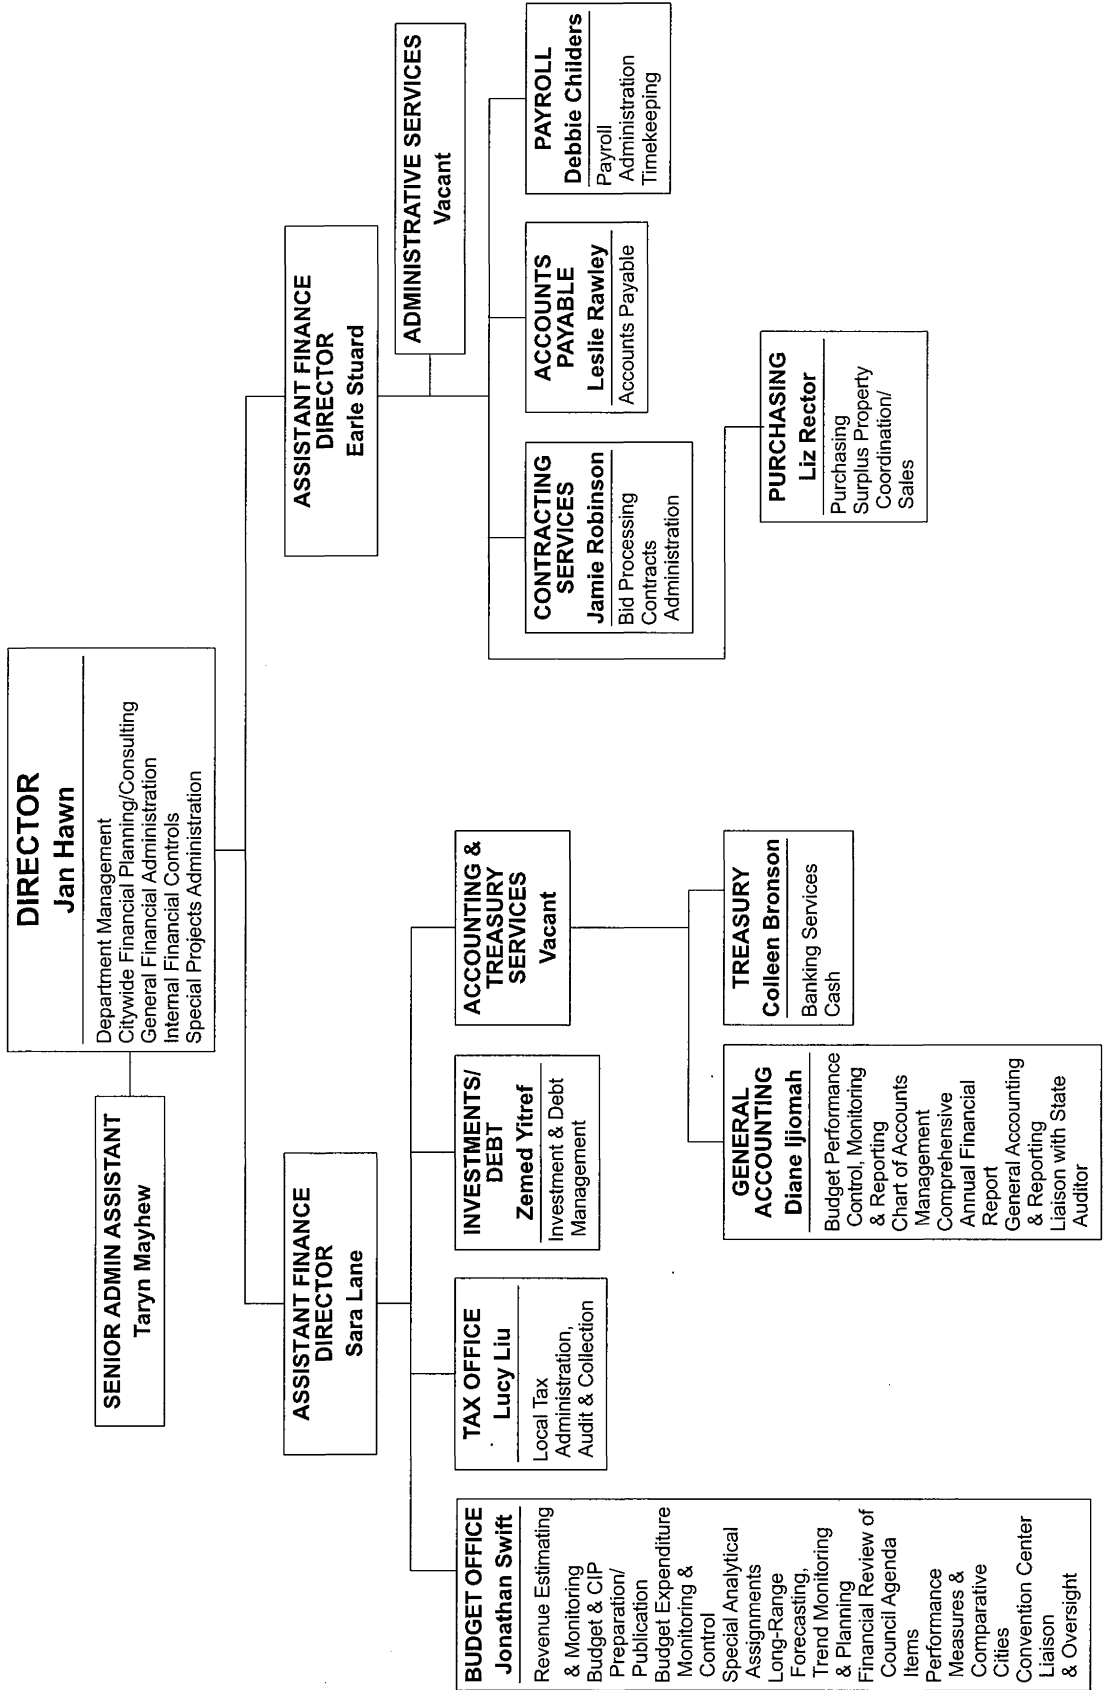 DIRECTOR
Jan Hawn
Department Management
Citywide Financial Planning/Consulting
General Financial Administration
Internal Financial Controls
Special Projects Administration
SENIOR ADMIN ASSISTANT
Taryn Mayhew
ASSISTANT FINANCE
DIRECTOR
Sara Lane
ASSISTANT FINANCE
DIRECTOR
Earle Stuard
ADMINISTRATIVE SERVICES
Vacant
BUDGET OFFICE
Jonathan Swift
Revenue Estimating
& Monitoring
Budget & CIP
Preparation/
Publication
Budget Expenditure
Monitoring &
Control
Special Analytical
Assignments
Long-Range
Forecasting,
Trend Monitoring
& Planning
Financial Review of
Council Agenda
Items
Performance
Measures &
Comparative
Cities
Convention Center
Liaison
& Oversight
TAX OFFICE
Lucy Liu
Local Tax
Administration,
Audit & Collection
INVESTMENTS/
DEBT
Zemed Yitref
Investment & Debt
Management
ACCOUNTING &
TREASURY
SERVICES
Vacant
GENERAL
ACCOUNTING
Diane Ijiomah
Budget Performance
Control, Monitoring
& Reporting
Chart of Accounts
Management
Comprehensive
Annual Financial
Report
General Accounting
& Reporting
Liaison with State
Auditor
TREASURY
Colleen Bronson
Banking Services
Cash
CONTRACTING
SERVICES
Jamie Robinson
Bid Processing
Contracts
Administration
ACCOUNTS
PAYABLE
Leslie Rawley
Accounts Payable
PAYROLL
Debbie Childers
Payroll
Administration
Timekeeping
PURCHASING
Liz Rector
Purchasing
Surplus Property
Coordination/
Sales